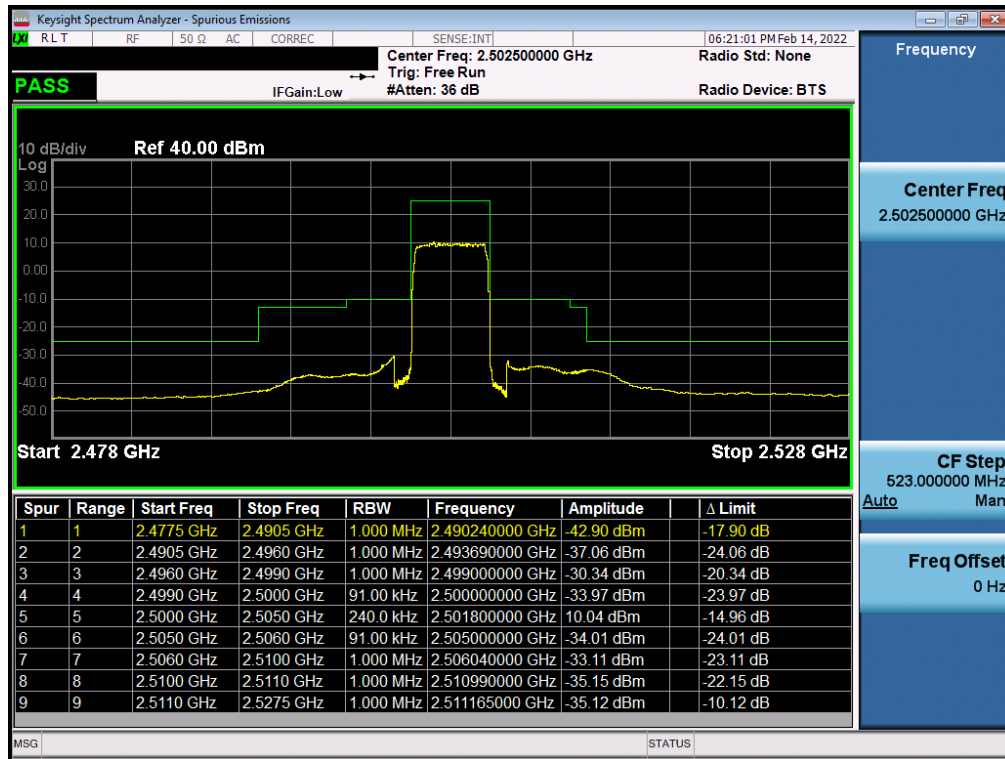 Keysight Spectrum Analyzer - Spurious Emissions
LXI RLT RF 50 Ω AC CORREC SENSE:INT 06:21:01 PM Feb 14, 2022
Center Freq: 2.502500000 GHz Radio Std: None
Trig: Free Run
PASS IFGain:Low #Atten: 36 dB Radio Device: BTS
10 dB/div Ref 40.00 dBm
Log
30.0
20.0
10.0
0.00
-10.0
-20.0
-30.0
-40.0
-50.0
Start 2.478 GHz Stop 2.528 GHz
Spur Range Start Freq Stop Freq RBW Frequency Amplitude Δ Limit
1 1 2.4775 GHz 2.4905 GHz 1.000 MHz 2.490240000 GHz -42.90 dBm -17.90 dB
2 2 2.4905 GHz 2.4960 GHz 1.000 MHz 2.493690000 GHz -37.06 dBm -24.06 dB
3 3 2.4960 GHz 2.4990 GHz 1.000 MHz 2.499000000 GHz -30.34 dBm -20.34 dB
4 4 2.4990 GHz 2.5000 GHz 91.00 kHz 2.500000000 GHz -33.97 dBm -23.97 dB
5 5 2.5000 GHz 2.5050 GHz 240.0 kHz 2.501800000 GHz 10.04 dBm -14.96 dB
6 6 2.5050 GHz 2.5060 GHz 91.00 kHz 2.505000000 GHz -34.01 dBm -24.01 dB
7 7 2.5060 GHz 2.5100 GHz 1.000 MHz 2.506040000 GHz -33.11 dBm -23.11 dB
8 8 2.5100 GHz 2.5110 GHz 1.000 MHz 2.510990000 GHz -35.15 dBm -22.15 dB
9 9 2.5110 GHz 2.5275 GHz 1.000 MHz 2.511165000 GHz -35.12 dBm -10.12 dB
MSG STATUS
Frequency
Center Freq
2.502500000 GHz
CF Step
523.000000 MHz
Auto Man
Freq Offset
0 Hz